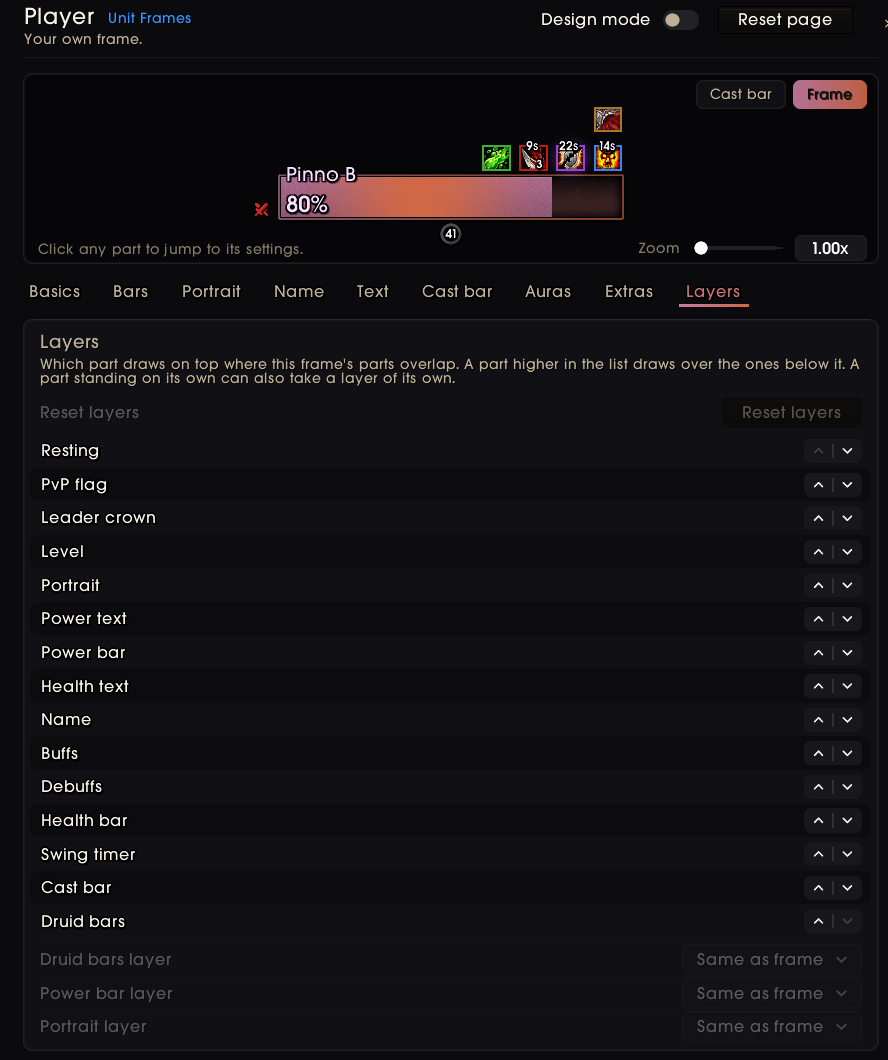 Player Unit Frames Design mode Reset page
Your own frame.
Cast bar Frame
9s 22s 14s
3
Pinno B
80%
41
Click any part to jump to its settings. Zoom 1.00x
Basics Bars Portrait Name Text Cast bar Auras Extras Layers
Layers
Which part draws on top where this frame's parts overlap. A part higher in the list draws over the ones below it. A
part standing on its own can also take a layer of its own.
Reset layers Reset layers
Resting
PvP flag
Leader crown
Level
Portrait
Power text
Power bar
Health text
Name
Buffs
Debuffs
Health bar
Swing timer
Cast bar
Druid bars
Druid bars layer Same as frame
Power bar layer Same as frame
Portrait layer Same as frame